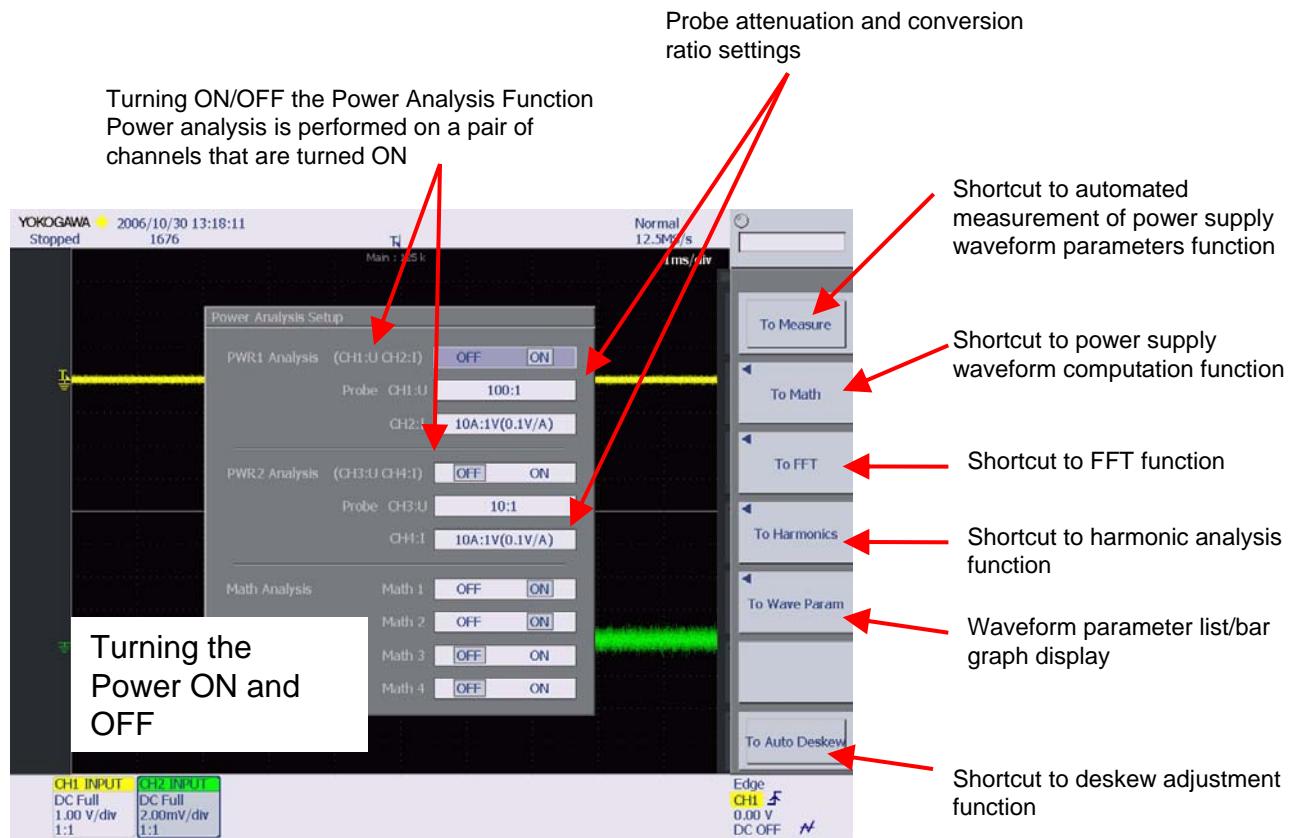 Probe attenuation and conversion
ratio settings
Turning ON/OFF the Power Analysis Function
Power analysis is performed on a pair of
channels that are turned ON
YOKOGAWA 2006/10/30 13:18:11
Stopped 1676
Normal
12.5MS/s
1ms/div
Power Analysis Setup
PWR1 Analysis (CH1:U CH2:I) OFF ON
Probe CH1:U 100:1
CH2:I 10A:1V(0.1V/A)
PWR2 Analysis (CH3:U CH4:I) OFF ON
Probe CH3:U 10:1
CH4:I 10A:1V(0.1V/A)
Math Analysis Math 1 OFF ON
Math 2 OFF ON
Math 3 OFF ON
Math 4 OFF ON
Turning the
Power ON and
OFF
To Measure
To Math
To FFT
To Harmonics
To Wave Param
To Auto Deskew
Shortcut to automated
measurement of power supply
waveform parameters function
Shortcut to power supply
waveform computation function
Shortcut to FFT function
Shortcut to harmonic analysis
function
Waveform parameter list/bar
graph display
Shortcut to deskew adjustment
function
CH1 INPUT
DC Full
1.00 V/div
1:1
CH2 INPUT
DC Full
2.00mV/div
1:1
Edge
CH1
0.00 V
DC OFF